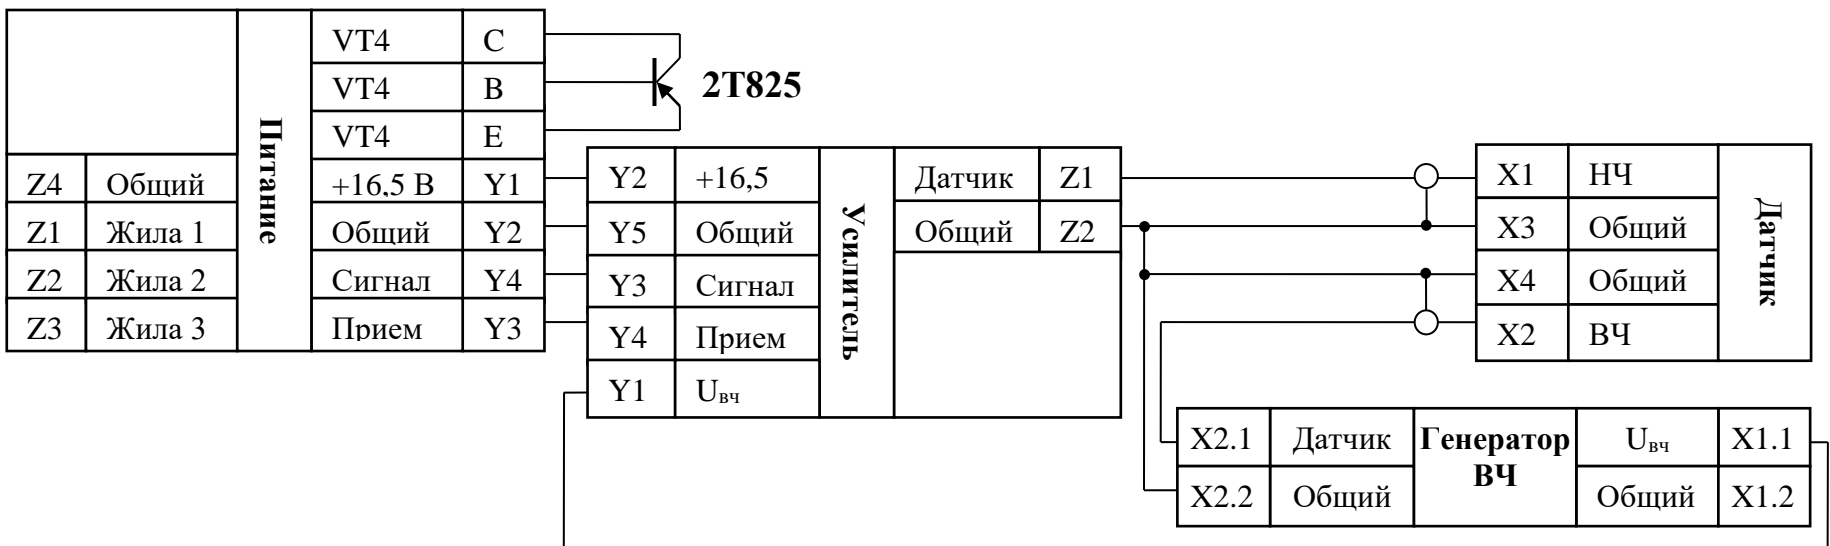 VT4 C
VT4 B
2Т825
VT4 E
Питание
Z4 Общий +16,5 В Y1
Z1 Жила 1 Общий Y2
Z2 Жила 2 Сигнал Y4
Z3 Жила 3 Прием Y3
Y2 +16,5 Датчик Z1
Y5 Общий Общий Z2
Y3 Сигнал
Y4 Прием
Y1 Uвч
Усилитель
X1 НЧ
X3 Общий
X4 Общий
X2 ВЧ
Датчик
X2.1 Датчик Генератор Uвч X1.1
ВЧ
X2.2 Общий Общий X1.2